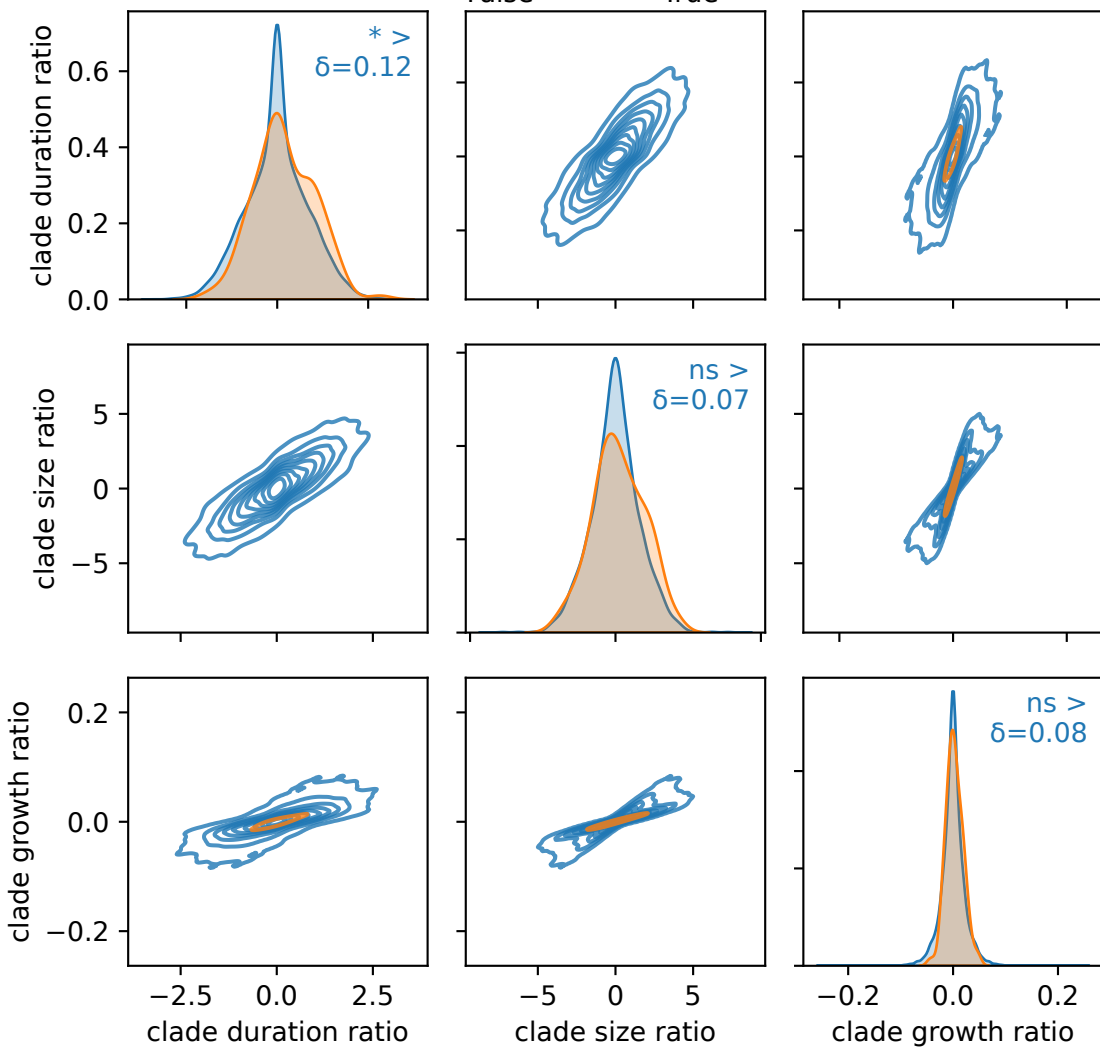 True
clade duration ratio
0.6
0.4
0.2
0.0
* >
δ=0.12
clade size ratio
5
0
−5
ns >
δ=0.07
clade growth ratio
0.2
0.0
−0.2
ns >
δ=0.08
−2.5 0.0 2.5
−5 0 5
−0.2 0.0 0.2
clade duration ratio
clade size ratio
clade growth ratio